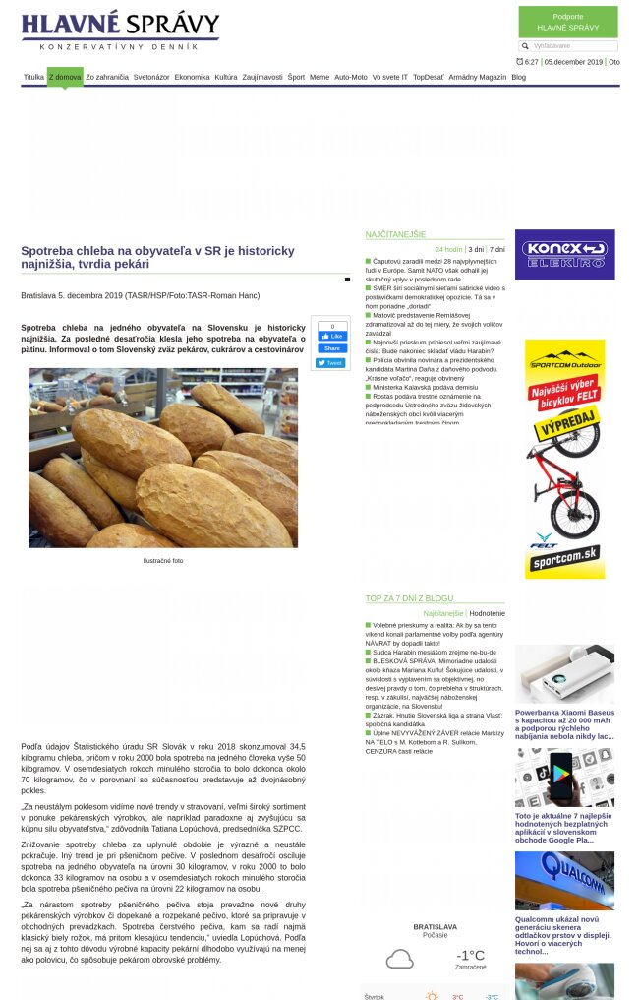 HLAVNÉ SPRÁVY
KONZERVATÍVNY DENNÍK
Podporte
HLAVNÉ SPRÁVY
Vyhľadávanie
6:27 | 05.december 2019 | Oto
Titulka Z domova Zo zahraničia Svetonázor Ekonomika Kultúra Zaujímavosti Šport Meme Auto-Moto Vo svete IT TopDesať Armádny Magazín Blog
Spotreba chleba na obyvateľa v SR je historicky
najnižšia, tvrdia pekári
Bratislava 5. decembra 2019 (TASR/HSP/Foto:TASR-Roman Hanc)
Spotreba chleba na jedného obyvateľa na Slovensku je historicky
najnižšia. Za posledné desaťročia klesla jeho spotreba na obyvateľa o
pätinu. Informoval o tom Slovenský zväz pekárov, cukrárov a cestovinárov
0
Like
Share
Tweet
Ilustračné foto
Podľa údajov Štatistického úradu SR Slovák v roku 2018 skonzumoval 34,5
kilogramu chleba, pričom v roku 2000 bola spotreba na jedného človeka vyše 50
kilogramov. V osemdesiatych rokoch minulého storočia to bolo dokonca okolo
70 kilogramov, čo v porovnaní so súčasnosťou predstavuje až dvojnásobný
pokles.
„Za neustálym poklesom vidíme nové trendy v stravovaní, veľmi široký sortiment
v ponuke pekárenských výrobkov, ale napríklad paradoxne aj zvyšujúcu sa
kúpnu silu obyvateľstva,“ zdôvodnila Tatiana Lopúchová, predsedníčka SZPCC.
Znižovanie spotreby chleba za uplynulé obdobie je výrazné a neustále
pokračuje. Iný trend je pri pšeničnom pečive. V poslednom desaťročí osciluje
spotreba na jedného obyvateľa na úrovni 30 kilogramov, v roku 2000 to bolo
dokonca 33 kilogramov na osobu a v osemdesiatych rokoch minulého storočia
bola spotreba pšeničného pečiva na úrovni 22 kilogramov na osobu.
„Za nárastom spotreby pšeničného pečiva stoja prevažne nové druhy
pekárenských výrobkov či dopekané a rozpekané pečivo, ktoré sa pripravuje v
obchodných prevádzkach. Spotreba čerstvého pečiva, kam sa radí najmä
klasický biely rožok, má pritom klesajúcu tendenciu,“ uviedla Lopúchová. Podľa
nej sa aj z tohto dôvodu výrobné kapacity pekární dlhodobo využívajú na menej
ako polovicu, čo spôsobuje pekárom obrovské problémy.
NAJČÍTANEJŠIE
24 hodín | 3 dni | 7 dní
Čaputovú zaradili medzi 28 najvplyvnejších
ľudí v Európe. Samit NATO však odhalil jej
skutočný vplyv v poslednom rade
SMER šíri sociálnymi sieťami satirické video s
postavičkami demokratickej opozície. Tá sa v
ňom poriadne „doriadi“
Matovič predstavenie Remiášovej
zdramatizoval až do tej miery, že svojich voličov
zavádzal
Najnovší prieskum priniesol veľmi zaujímavé
čísla: Bude nakoniec skladať vládu Harabin?
Polícia obvinila novinára a prezidentského
kandidáta Martina Daňa z daňového podvodu.
„Krásne voľačo“, reaguje obvinený
Ministerka Kalavská podáva demisiu
Rostas podáva trestné oznámenie na
podpredsedu Ústredného zväzu židovských
náboženských obcí kvôli viacerým
predpokladaným trestným činom
TOP ZA 7 DNÍ Z BLOGU
Najčítanejšie | Hodnotenie
Volebné prieskumy a realita: Ak by sa tento
víkend konali parlamentné voľby podľa agentúry
NÁVRAT by dopadli takto!
Sudca Harabin mesiášom zrejme ne-bu-de
BLESKOVÁ SPRÁVA! Mimoriadne udalosti
okolo kňaza Mariana Kuffu! Šokujúce udalosti, v
súvislosti s vyplavením sa objektívnej, no
desivej pravdy o tom, čo prebieha v štruktúrach,
resp. v zákulisí, najväčšej náboženskej
organizácie, na Slovensku!
Zázrak. Hnutie Slovenská liga a strana Vlasť:
spoločná kandidátka
Úplne NEVYVÁŽENÝ ZÁVER relácie Markízy
NA TELO s M. Kotlebom a R. Sulíkom,
CENZÚRA časti relácie
BRATISLAVA
Počasie
-1°C
Zamračené
Štvrtok 3°C -3°C
KONEX
ELEKTRO
SPORTCOM Outdoor
Najväčší výber
bicyklov FELT
VÝPREDAJ
FELT
sportcom.sk
Powerbanka Xiaomi Baseus
s kapacitou až 20 000 mAh
a podporou rýchleho
nabíjania nebola nikdy lac...
Toto je aktuálne 7 najlepšie
hodnotených bezplatných
aplikácií v slovenskom
obchode Google Pla...
QUALCOMM
Qualcomm ukázal novú
generáciu skenera
odtlačkov prstov v displeji.
Hovorí o viacerých
technol...